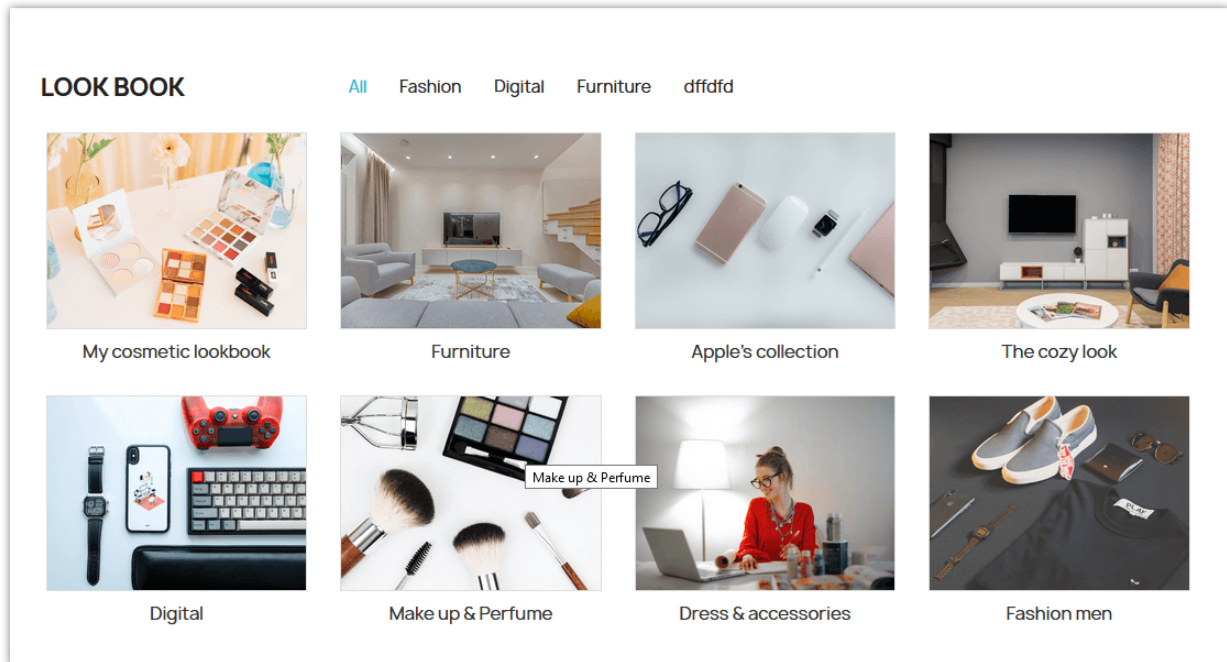 LOOK BOOK
All Fashion Digital Furniture dffdfd
My cosmetic lookbook Furniture Apple's collection The cozy look
Make up & Perfume
PLAY
Digital Make up & Perfume Dress & accessories Fashion men